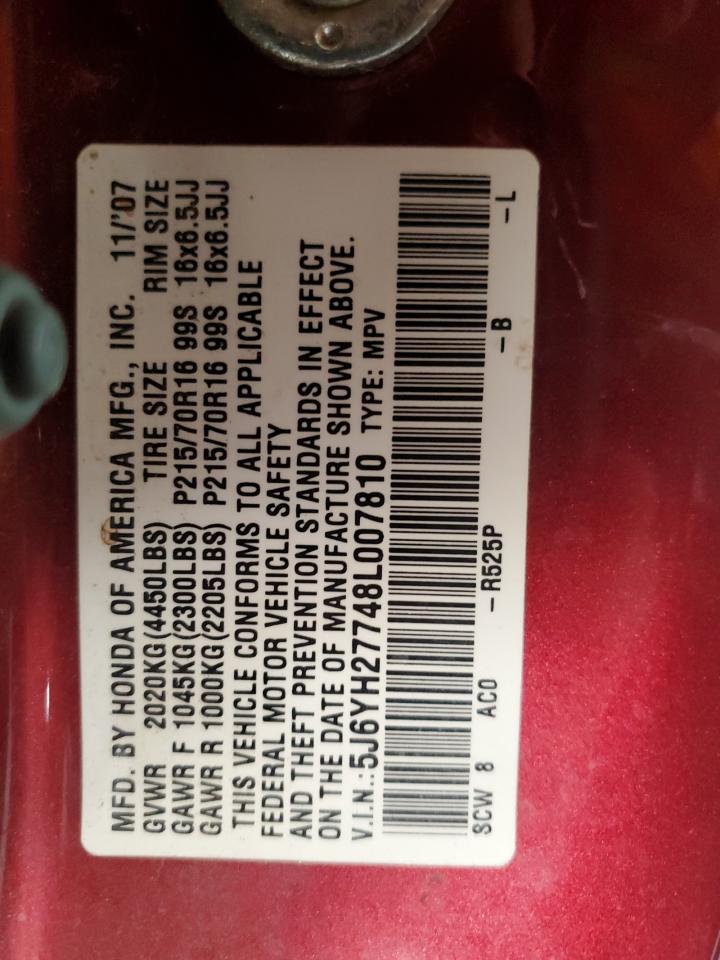 MFD. BY HONDA OF AMERICA MFG., INC. 11/'07
GVWR 2020KG(4450LBS) TIRE SIZE RIM SIZE
GAWR F 1045KG(2300LBS) P215/70R16 99S 16x6.5JJ
GAWR R 1000KG(2205LBS) P215/70R16 99S 16x6.5JJ
THIS VEHICLE CONFORMS TO ALL APPLICABLE
FEDERAL MOTOR VEHICLE SAFETY
AND THEFT PREVENTION STANDARDS IN EFFECT
ON THE DATE OF MANUFACTURE SHOWN ABOVE.
V.I.N.:5J6YH27748L007810 TYPE: MPV
SCW 8 AC0 -R525P -B -L